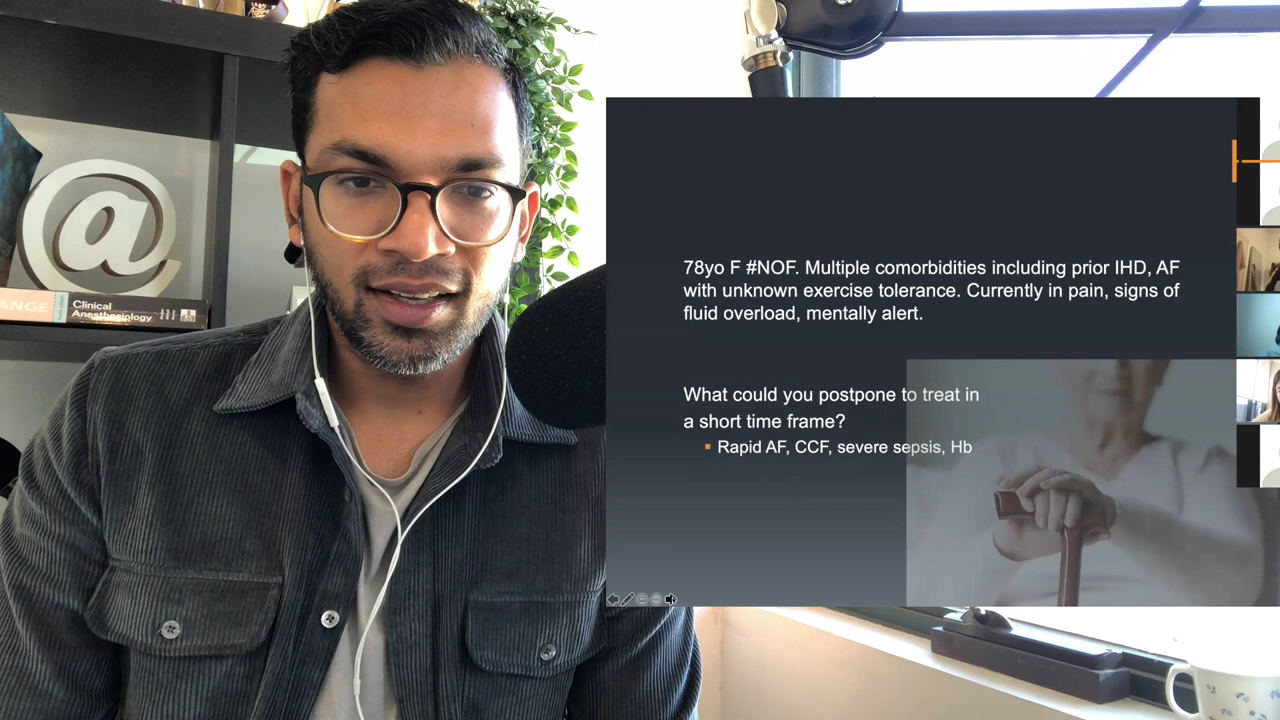 @
ANGE
Clinical
Anesthesiology
78yo F #NOF. Multiple comorbidities including prior IHD, AF
with unknown exercise tolerance. Currently in pain, signs of
fluid overload, mentally alert.
What could you postpone to treat in
a short time frame?
Rapid AF, CCF, severe sepsis, Hb